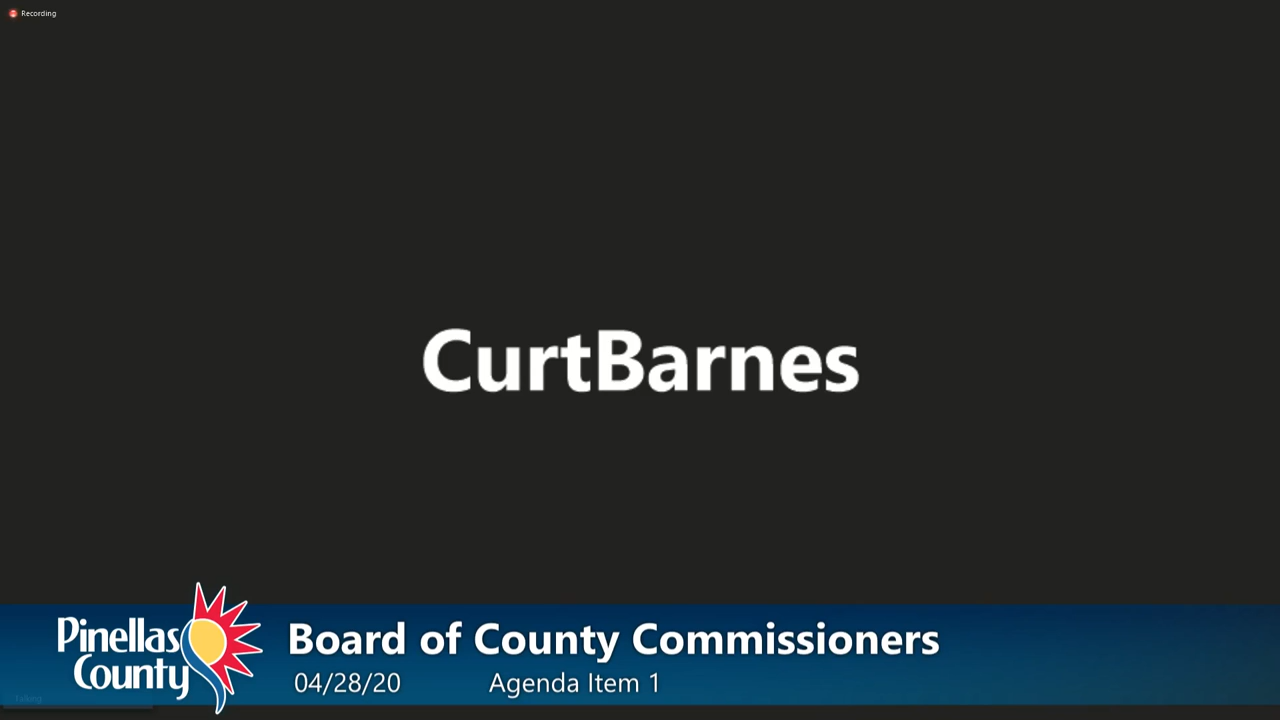 Recording
CurtBarnes
Pinellas
County
Board of County Commissioners
04/28/20 Agenda Item 1